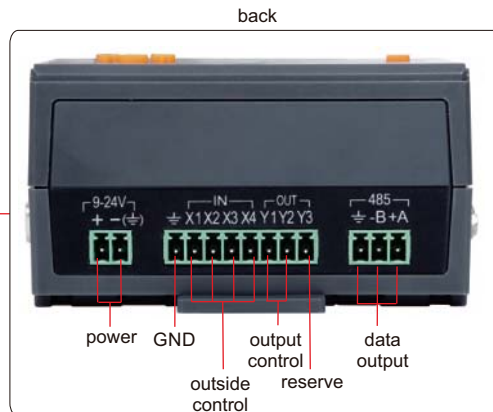 back
9-24V
IN
OUT
485
+ -(⏚)
⏚ X1 X2 X3 X4 Y1 Y2 Y3
⏚ -B +A
power
GND
outside
control
output
control
reserve
data
output